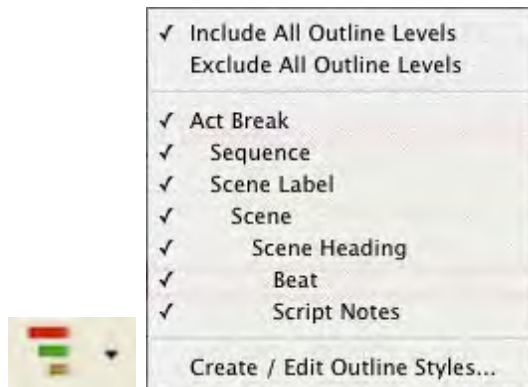 ✓ Include All Outline Levels
Exclude All Outline Levels
✓ Act Break
✓ Sequence
✓ Scene Label
✓ Scene
✓ Scene Heading
✓ Beat
✓ Script Notes
Create / Edit Outline Styles...